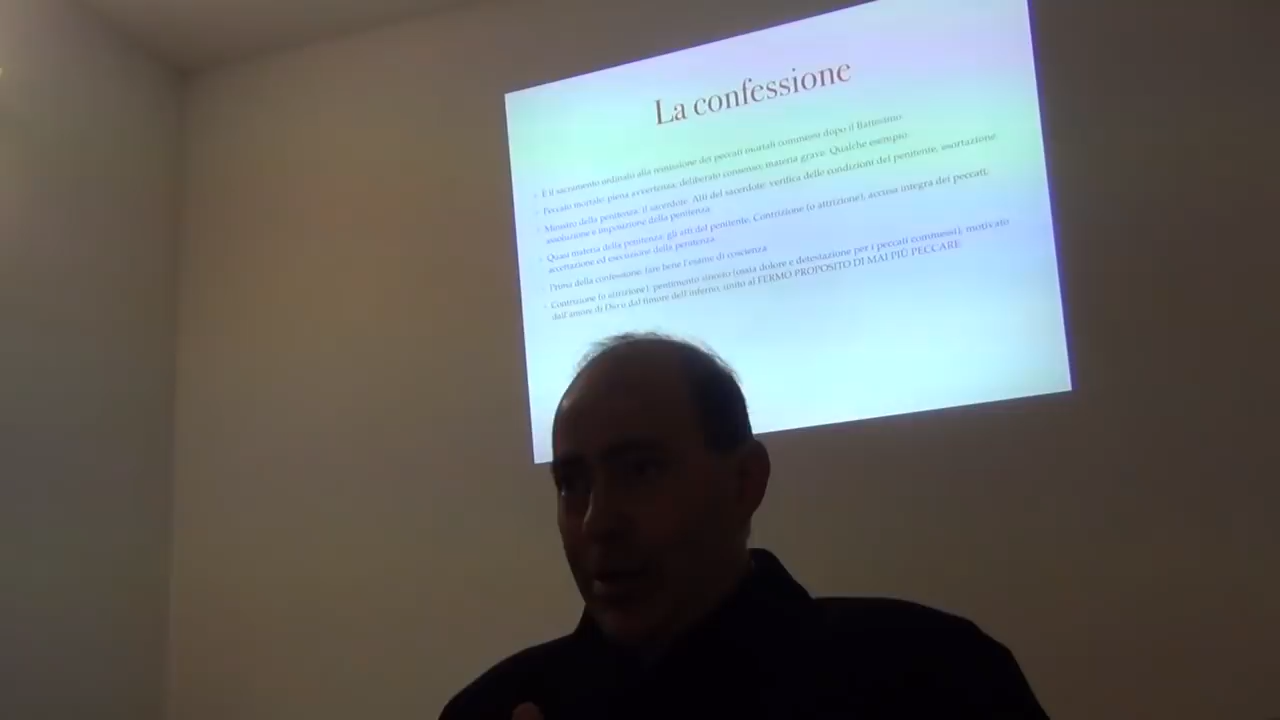 La confessione
È il sacramento ordinato alla remissione dei peccati mortali commessi dopo il Battesimo
Peccato mortale: piena avvertenza, deliberato consenso, materia grave. Qualche esempio
Ministro della penitenza: il sacerdote. Atti del sacerdote: verifica delle condizioni del penitente, esortazione,
assoluzione e imposizione della penitenza
Quasi materia della penitenza: gli atti del penitente. Contrizione (o attrizione), accusa integra dei peccati,
accettazione ed esecuzione della penitenza
Prima della confessione: fare bene l'esame di coscienza
Contrizione (o attrizione): pentimento sincero (ossia dolore e detestazione per i peccati commessi), motivato
dall'amore di Dio o dal timore dell'inferno, unito al FERMO PROPOSITO DI MAI PIÙ PECCARE